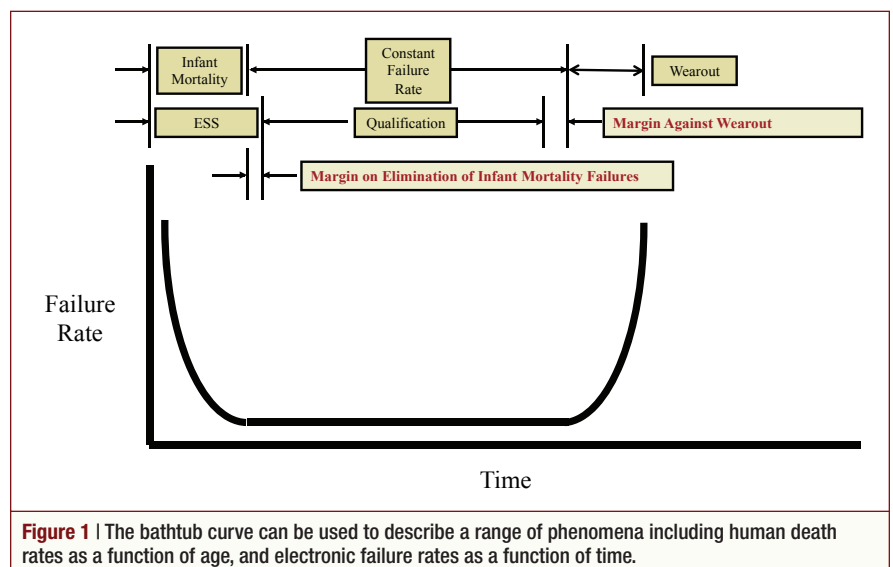 Infant
Mortality
Constant
Failure
Rate
Wearout
ESS
Qualification
Margin Against Wearout
Margin on Elimination of Infant Mortality Failures
Failure
Rate
Time
Figure 1 | The bathtub curve can be used to describe a range of phenomena including human death
rates as a function of age, and electronic failure rates as a function of time.